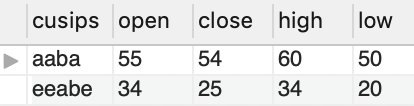 cusips open close high low
aaba 55 54 60 50
eeabe 34 25 34 20